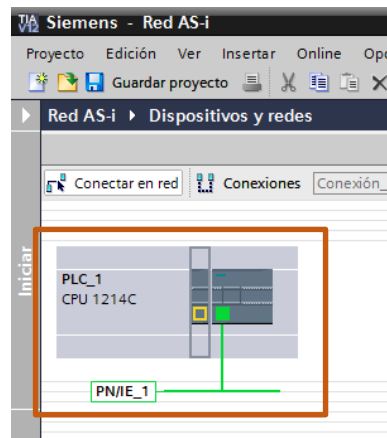 TIA V12 Siemens - Red AS-i
Proyecto Edición Ver Insertar Online Opc
Guardar proyecto
Red AS-i Dispositivos y redes
Conectar en red Conexiones Conexión_
Iniciar
PLC_1
CPU 1214C
PN/IE_1